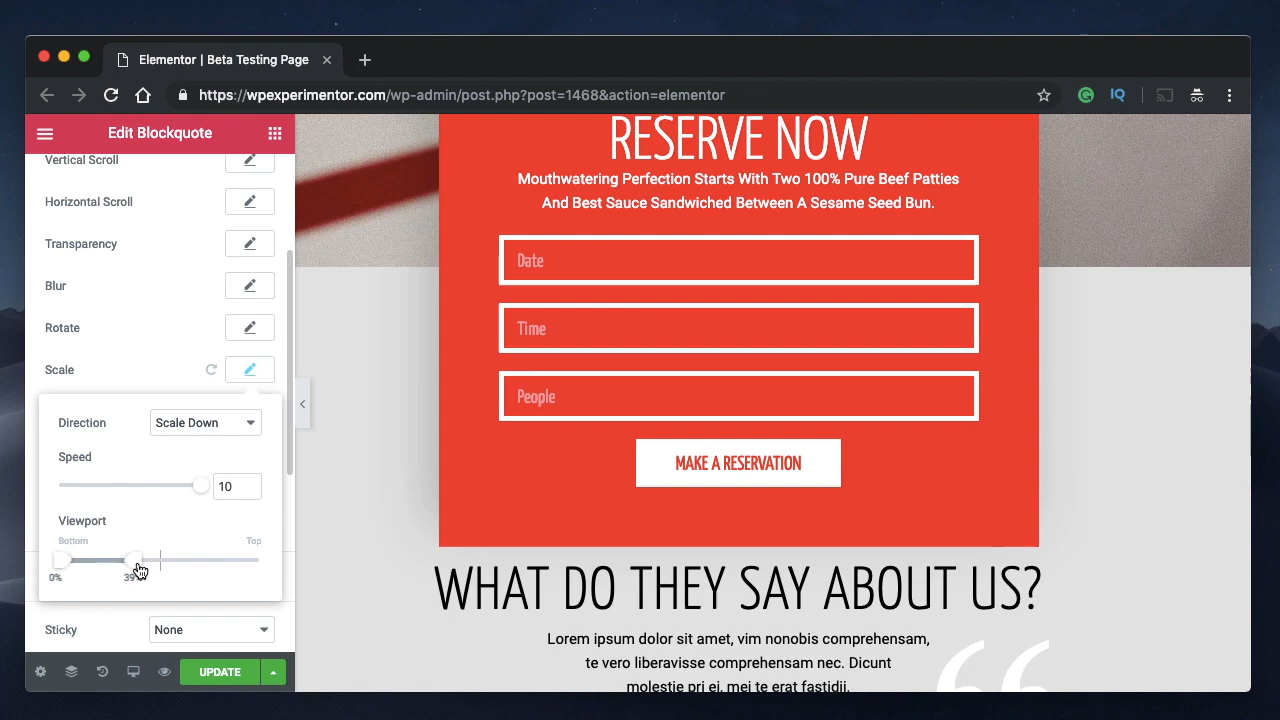 Elementor | Beta Testing Page
https://wpexperimentor.com/wp-admin/post.php?post=1468&action=elementor
IQ
Edit Blockquote
Vertical Scroll
Horizontal Scroll
Transparency
Blur
Rotate
Scale
Direction
Scale Down
Speed
10
Viewport
Bottom
Top
0%
Sticky
None
UPDATE
RESERVE NOW
Mouthwatering Perfection Starts With Two 100% Pure Beef Patties
And Best Sauce Sandwiched Between A Sesame Seed Bun.
Date
Time
People
MAKE A RESERVATION
WHAT DO THEY SAY ABOUT US?
Lorem ipsum dolor sit amet, vim nonobis comprehensam,
te vero liberavisse comprehensam nec. Dicunt
molestie pri ei, mei te erat fastidii.